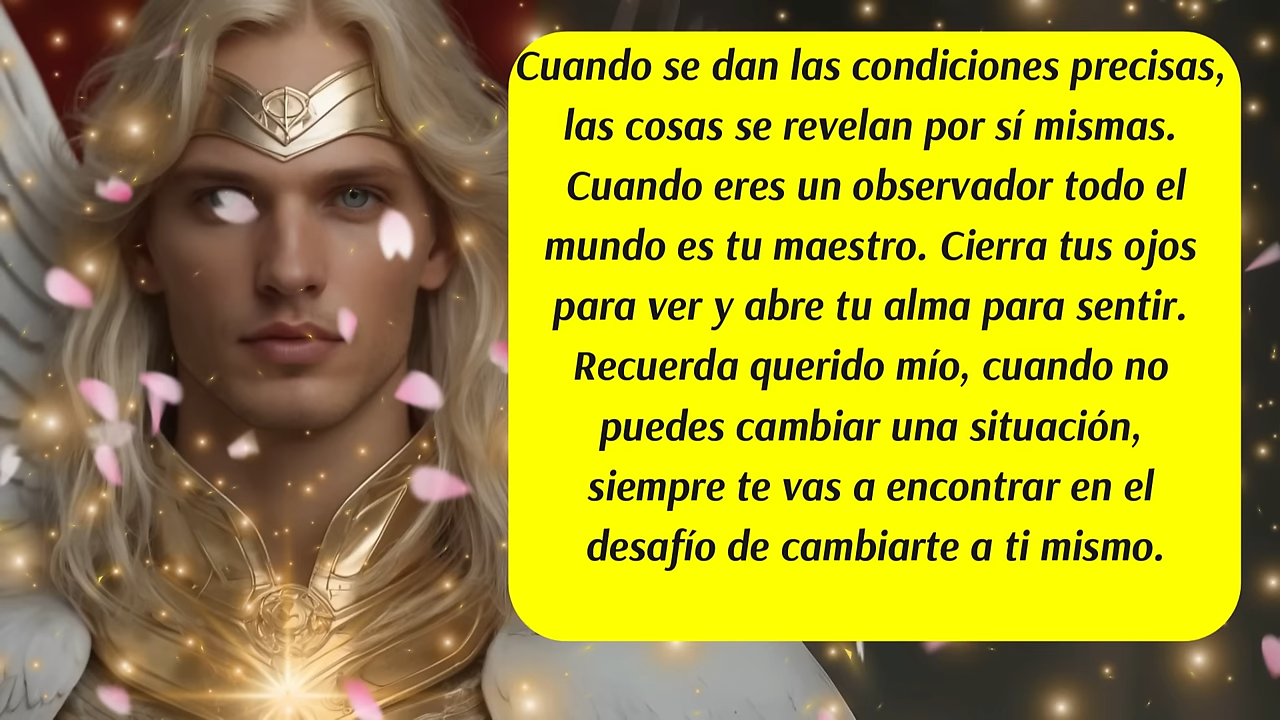 Cuando se dan las condiciones precisas,
las cosas se revelan por sí mismas.
Cuando eres un observador todo el
mundo es tu maestro. Cierra tus ojos
para ver y abre tu alma para sentir.
Recuerda querido mío, cuando no
puedes cambiar una situación,
siempre te vas a encontrar en el
desafío de cambiarte a ti mismo.